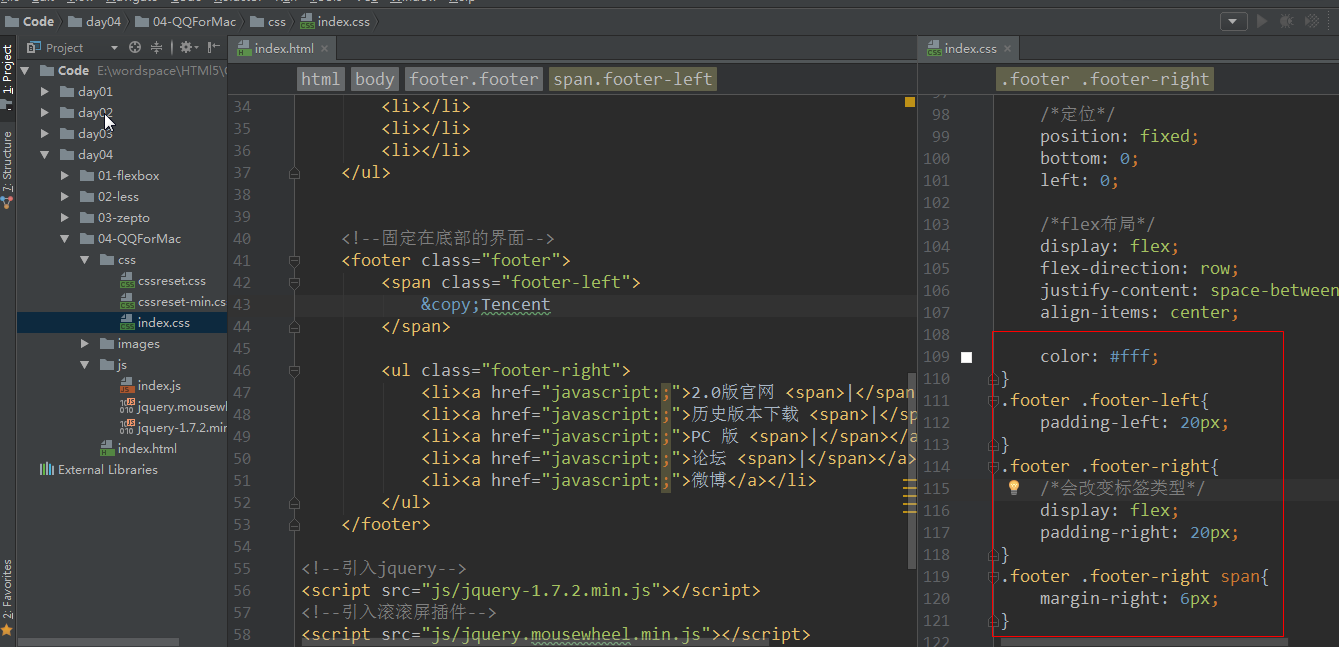 Code
day04
04-QQForMac
css
index.css
Project
index.html
index.css
1: Project
7: Structure
2: Favorites
Code E:\wordspace\HTMl5\
day01
day02
day03
day04
01-flexbox
02-less
03-zepto
04-QQForMac
css
cssreset.css
cssreset-min.cs
index.css
images
js
index.js
jquery.mousew
jquery-1.7.2.mir
index.html
External Libraries
html body footer.footer span.footer-left
34 <li></li>
35 <li></li>
36 <li></li>
37 </ul>
38
39
40 <!--固定在底部的界面-->
41 <footer class="footer">
42 <span class="footer-left">
43 &copy;Tencent
44 </span>
45
46 <ul class="footer-right">
47 <li><a href="javascript:;">2.0版官网 <span>|</span
48 <li><a href="javascript:;">历史版本下载 <span>|</sp
49 <li><a href="javascript:;">PC 版 <span>|</span></a
50 <li><a href="javascript:;">论坛 <span>|</span></a>
51 <li><a href="javascript:;">微博</a></li>
52 </ul>
53 </footer>
54
55 <!--引入jquery-->
56 <script src="js/jquery-1.7.2.min.js"></script>
57 <!--引入滚滚屏插件-->
58 <script src="js/jquery.mousewheel.min.js"></script>
.footer .footer-right
98 /*定位*/
99 position: fixed;
100 bottom: 0;
101 left: 0;
102
103 /*flex布局*/
104 display: flex;
105 flex-direction: row;
106 justify-content: space-between
107 align-items: center;
108
109 color: #fff;
110 }
111 .footer .footer-left{
112 padding-left: 20px;
113 }
114 .footer .footer-right{
115 /*会改变标签类型*/
116 display: flex;
117 padding-right: 20px;
118 }
119 .footer .footer-right span{
120 margin-right: 6px;
121 }
122